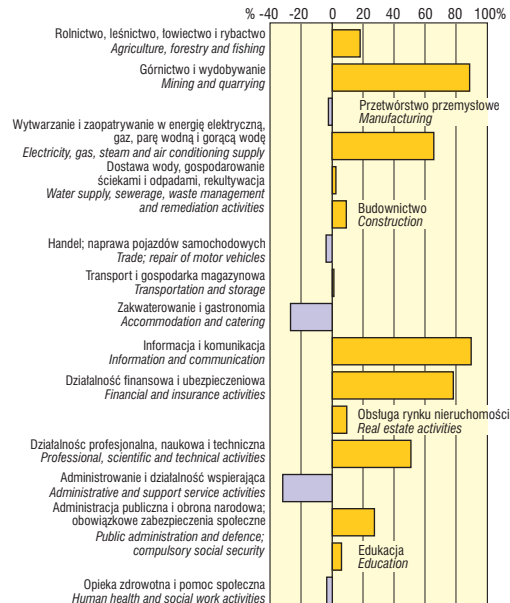 % -40 -20 0 20 40 60 80 100%
Rolnictwo, leśnictwo, łowiectwo i rybactwo
Agriculture, forestry and fishing
Górnictwo i wydobywanie
Mining and quarrying
Przetwórstwo przemysłowe
Manufacturing
Wytwarzanie i zaopatrywanie w energię elektryczną,
gaz, parę wodną i gorącą wodę
Electricity, gas, steam and air conditioning supply
Dostawa wody, gospodarowanie
ściekami i odpadami, rekultywacja
Water supply, sewerage, waste management
and remediation activities
Budownictwo
Construction
Handel; naprawa pojazdów samochodowych
Trade; repair of motor vehicles
Transport i gospodarka magazynowa
Transportation and storage
Zakwaterowanie i gastronomia
Accommodation and catering
Informacja i komunikacja
Information and communication
Działalność finansowa i ubezpieczeniowa
Financial and insurance activities
Obsługa rynku nieruchomości
Real estate activities
Działalnośc profesjonalna, naukowa i techniczna
Professional, scientific and technical activities
Administrowanie i działalność wspierająca
Administrative and support service activities
Administracja publiczna i obrona narodowa;
obowiązkowe zabezpieczenia społeczne
Public administration and defence;
compulsory social security
Edukacja
Education
Opieka zdrowotna i pomoc społeczna
Human health and social work activities